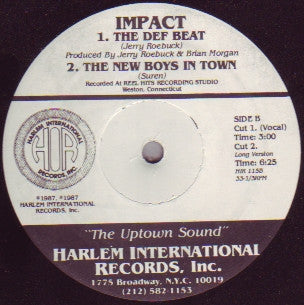 IMPACT
1. THE DEF BEAT
(Jerry Roebuck)
Produced By Jerry Roebuck & Brian Morgan
2. THE NEW BOYS IN TOWN
(Suren)
Recorded At REEL HITS RECORDING STUDIO
Weston, Connecticut
HARLEM INTERNATIONAL
HIR
RECORDS, INC.
℗1987, ©1987
HARLEM INTERNATIONAL
RECORDS, Inc.
SIDE B
Cut 1. (Vocal)
Time: 3:00
Cut 2.
Long Version
Time: 6:25
HIR 1155
33-1/3RPM
"The Uptown Sound"
HARLEM INTERNATIONAL
RECORDS, Inc.
1775 Broadway, N.Y.C. 10019
(212) 582-1153